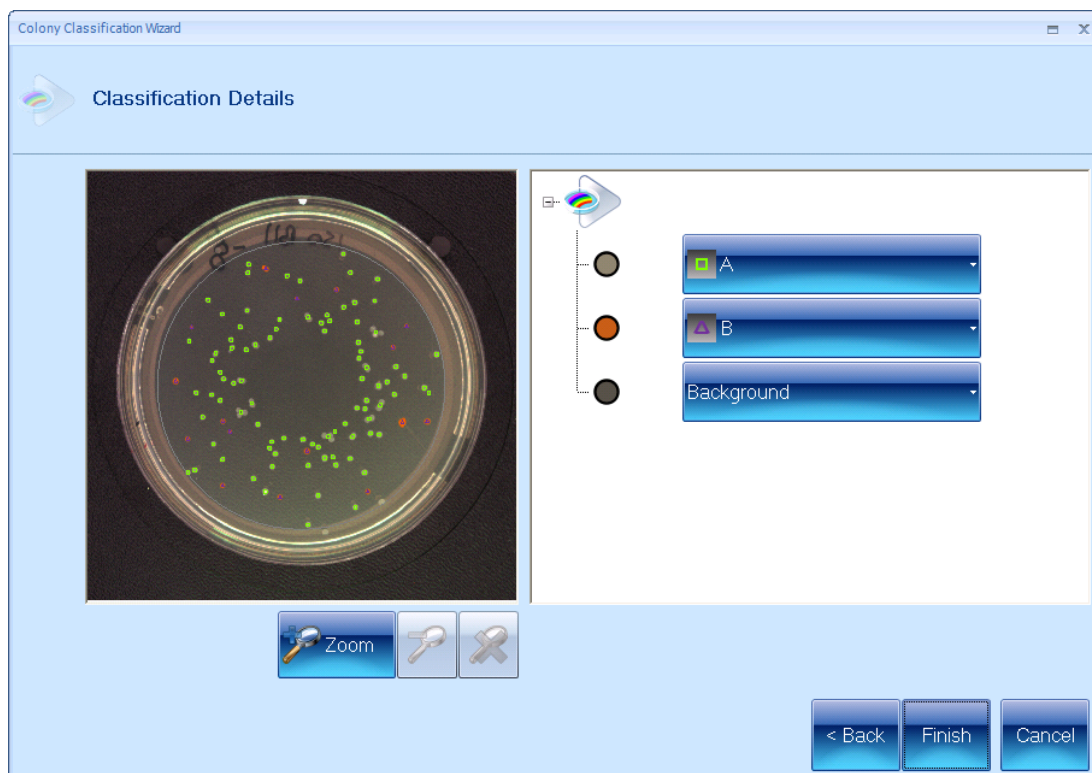 Colony Classification Wizard
Classification Details
A
B
Background
Zoom
< Back
Finish
Cancel